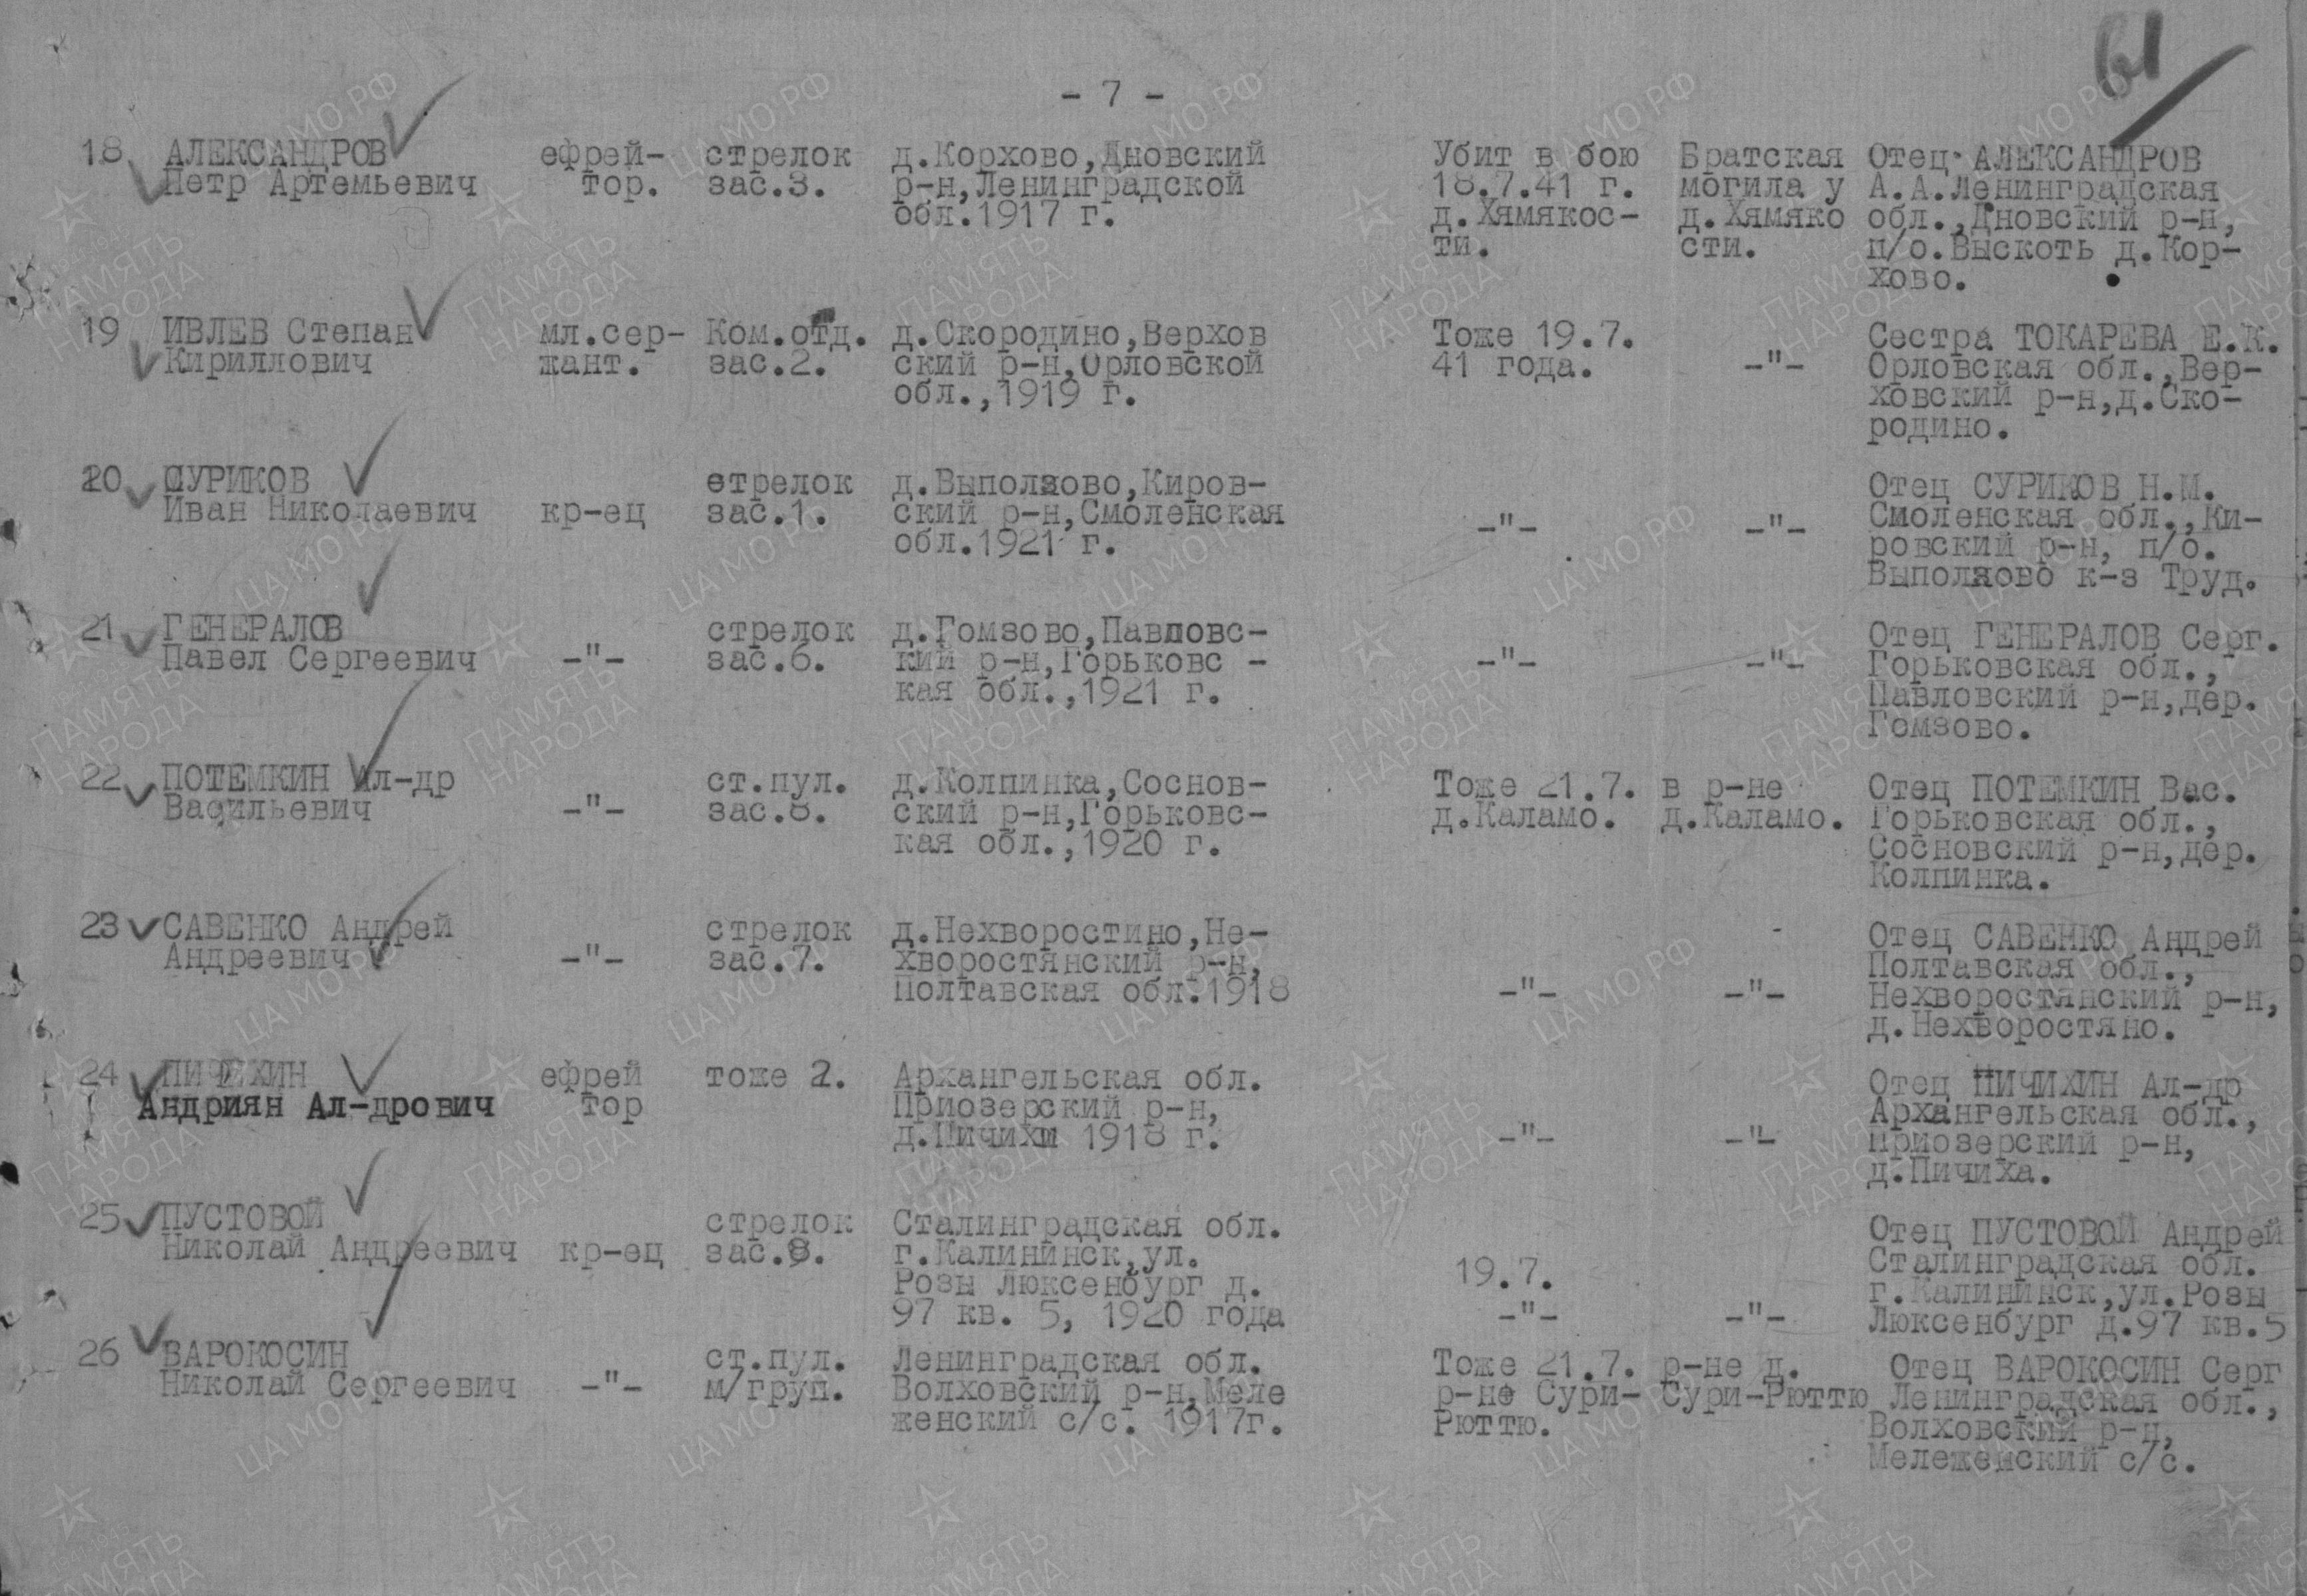 61
- 7 -
18 АЛЕКСАНДРОВ ефрей- стрелок д.Корхово,Дновский Убит в бою Братская Отец АЛЕКСАНДРОВ
Петр Артемьевич тор. зас.3. р-н,Ленинградской 18.7.41 г. могила у А.А.Ленинградская
обл.1917 г. д.Хямякос- д.Хямяко обл.,Дновский р-н,
ти. сти. п/о.Выскоть д.Кор-
хово.
19 ИВЛЕВ Степан мл.сер- Ком.отд. д.Скородино,Верхов Тоже 19.7. Сестра ТОКАРЕВА Е.К.
Кириллович жант. зас.2. ский р-н,Орловской 41 года. -"- Орловская обл.,Вер-
обл.,1919 г. ховский р-н,д.Ско-
родино.
20 СУРИКОВ стрелок д.Выползово,Киров- Отец СУРИКОВ Н.М.
Иван Николаевич кр-ец зас.1. ский р-н,Смоленская -"- -"- Смоленская обл.,Ки-
обл.1921 г. ровский р-н, п/о.
Выползово к-з Труд.
21 ГЕНЕРАЛОВ стрелок д.Гомзово,Павловс- Отец ГЕНЕРАЛОВ Серг.
Павел Сергеевич -"- зас.6. кий р-н,Горьковс - -"- -"- Горьковская обл.,
кая обл.,1921 г. Павловский р-н,дер.
Гомзово.
22 ПОТЕМКИН Ал-др ст.пул. д.Колпинка,Соснов- Тоже 21.7. в р-не Отец ПОТЕМКИН Вас.
Васильевич -"- зас.8. ский р-н,Горьковс- д.Каламо. д.Каламо. Горьковская обл.,
кая обл.,1920 г. Сосновский р-н,дер.
Колпинка.
23 САВЕНКО Андрей стрелок д.Нехворостино,Не- Отец САВЕНКО Андрей
Андреевич -"- зас.7. хворостянский р-н, Полтавская обл.,
Полтавская обл.1918 -"- -"- Нехворостянский р-н,
д.Нехворостяно.
24 ПИЧИХИН ефрей тоже 2. Архангельская обл. Отец ПИЧИХИН Ал-др
Андриян Ал-дрович тор Приозерский р-н, Архангельская обл.,
д.Пичихи 1918 г. -"- -"- Приозерский р-н,
д.Пичиха.
25 ПУСТОВОЙ стрелок Сталинградская обл. Отец ПУСТОВОЙ Андрей
Николай Андреевич кр-ец зас.8. г.Калининск,ул. Сталинградская обл.
Розы Люксенбург д. 19.7. г.Калининск,ул.Розы
97 кв. 5, 1920 года -"- -"- Люксенбург д.97 кв.5
26 ВАРОКОСИН ст.пул. Ленинградская обл. Тоже 21.7. р-не д. Отец ВАРОКОСИН Серг
Николай Сергеевич -"- м/груп. Волховский р-н,Меле р-не Сури- Сури-Рюттю Ленинградская обл.,
женский с/с. 1917г. Рюттю. Волховский р-н,
Мележенский с/с.